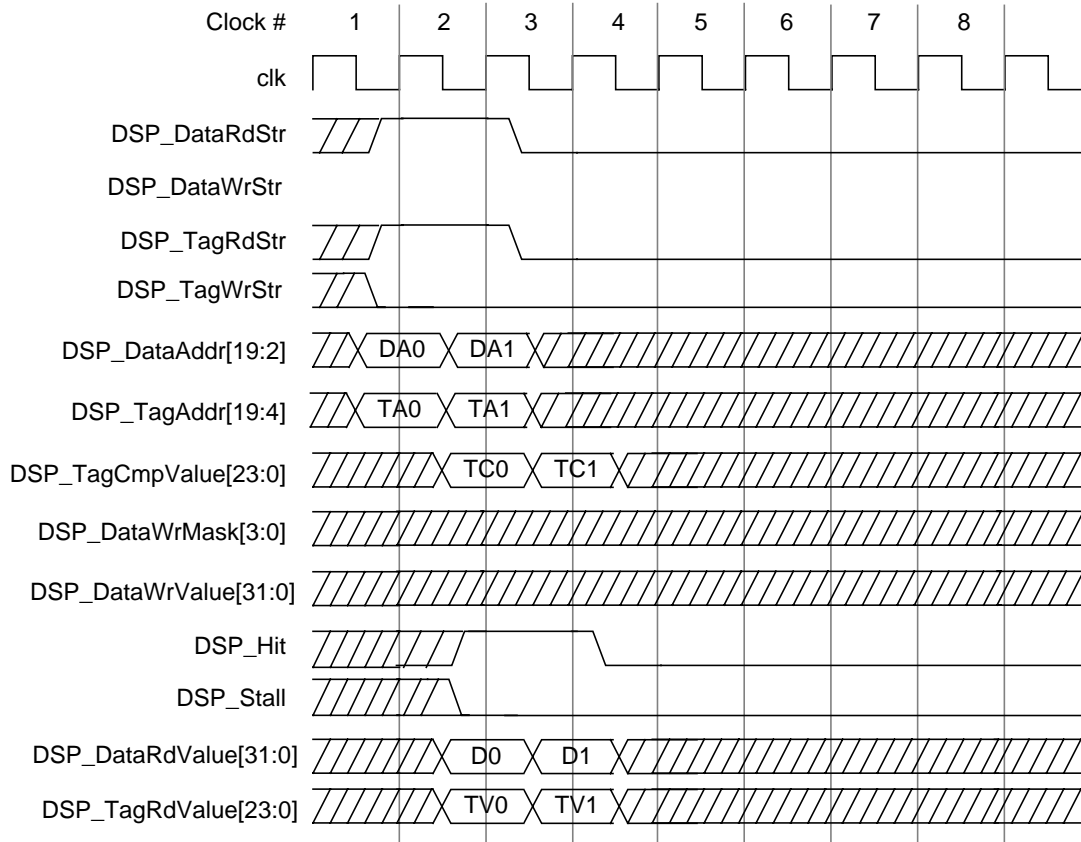 Clock # 1 2 3 4 5 6 7 8
clk
DSP_DataRdStr
DSP_DataWrStr
DSP_TagRdStr
DSP_TagWrStr
DSP_DataAddr[19:2] DA0 DA1
DSP_TagAddr[19:4] TA0 TA1
DSP_TagCmpValue[23:0] TC0 TC1
DSP_DataWrMask[3:0]
DSP_DataWrValue[31:0]
DSP_Hit
DSP_Stall
DSP_DataRdValue[31:0] D0 D1
DSP_TagRdValue[23:0] TV0 TV1